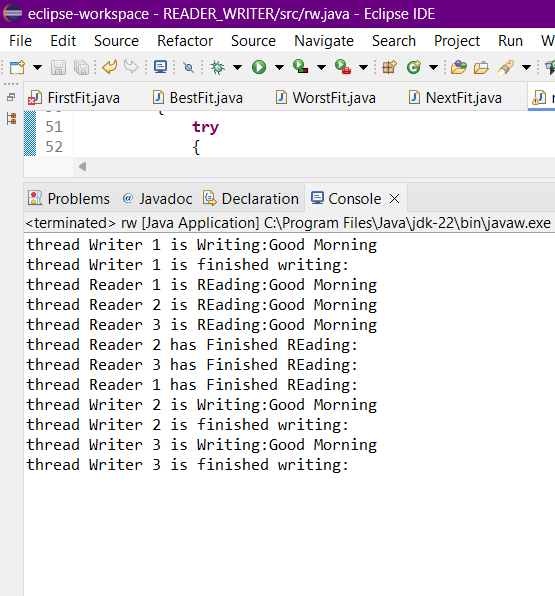 eclipse-workspace - READER_WRITER/src/rw.java - Eclipse IDE
File Edit Source Refactor Source Navigate Search Project Run W
FirstFit.java BestFit.java WorstFit.java NextFit.java
51 try
52 {
Problems @ Javadoc Declaration Console
<terminated> rw [Java Application] C:\Program Files\Java\jdk-22\bin\javaw.exe
thread Writer 1 is Writing:Good Morning
thread Writer 1 is finished writing:
thread Reader 1 is REading:Good Morning
thread Reader 2 is REading:Good Morning
thread Reader 3 is REading:Good Morning
thread Reader 2 has Finished REading:
thread Reader 3 has Finished REading:
thread Reader 1 has Finished REading:
thread Writer 2 is Writing:Good Morning
thread Writer 2 is finished writing:
thread Writer 3 is Writing:Good Morning
thread Writer 3 is finished writing: